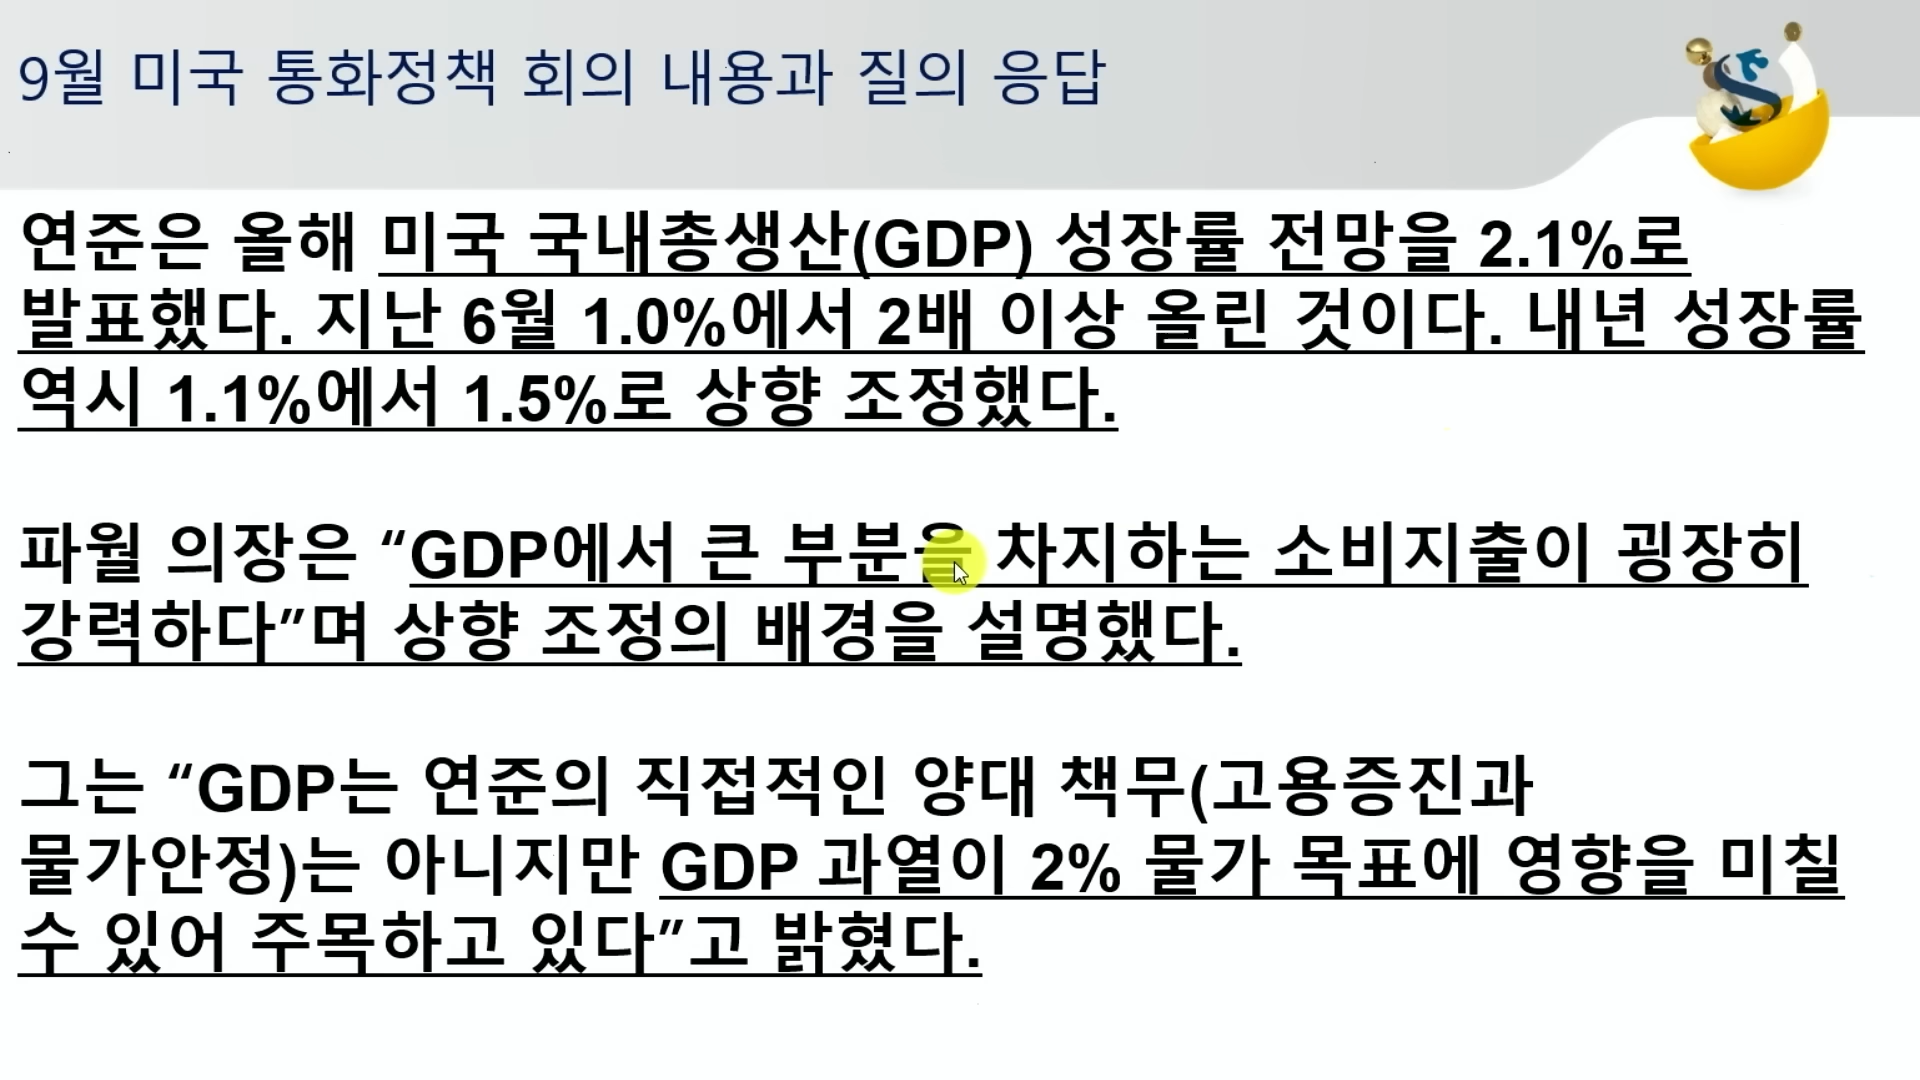 9월 미국 통화정책 회의 내용과 질의 응답
연준은 올해 미국 국내총생산(GDP) 성장률 전망을 2.1%로
발표했다. 지난 6월 1.0%에서 2배 이상 올린 것이다. 내년 성장률
역시 1.1%에서 1.5%로 상향 조정했다.
파월 의장은 “GDP에서 큰 부분을 차지하는 소비지출이 굉장히
강력하다”며 상향 조정의 배경을 설명했다.
그는 “GDP는 연준의 직접적인 양대 책무(고용증진과
물가안정)는 아니지만 GDP 과열이 2% 물가 목표에 영향을 미칠
수 있어 주목하고 있다”고 밝혔다.